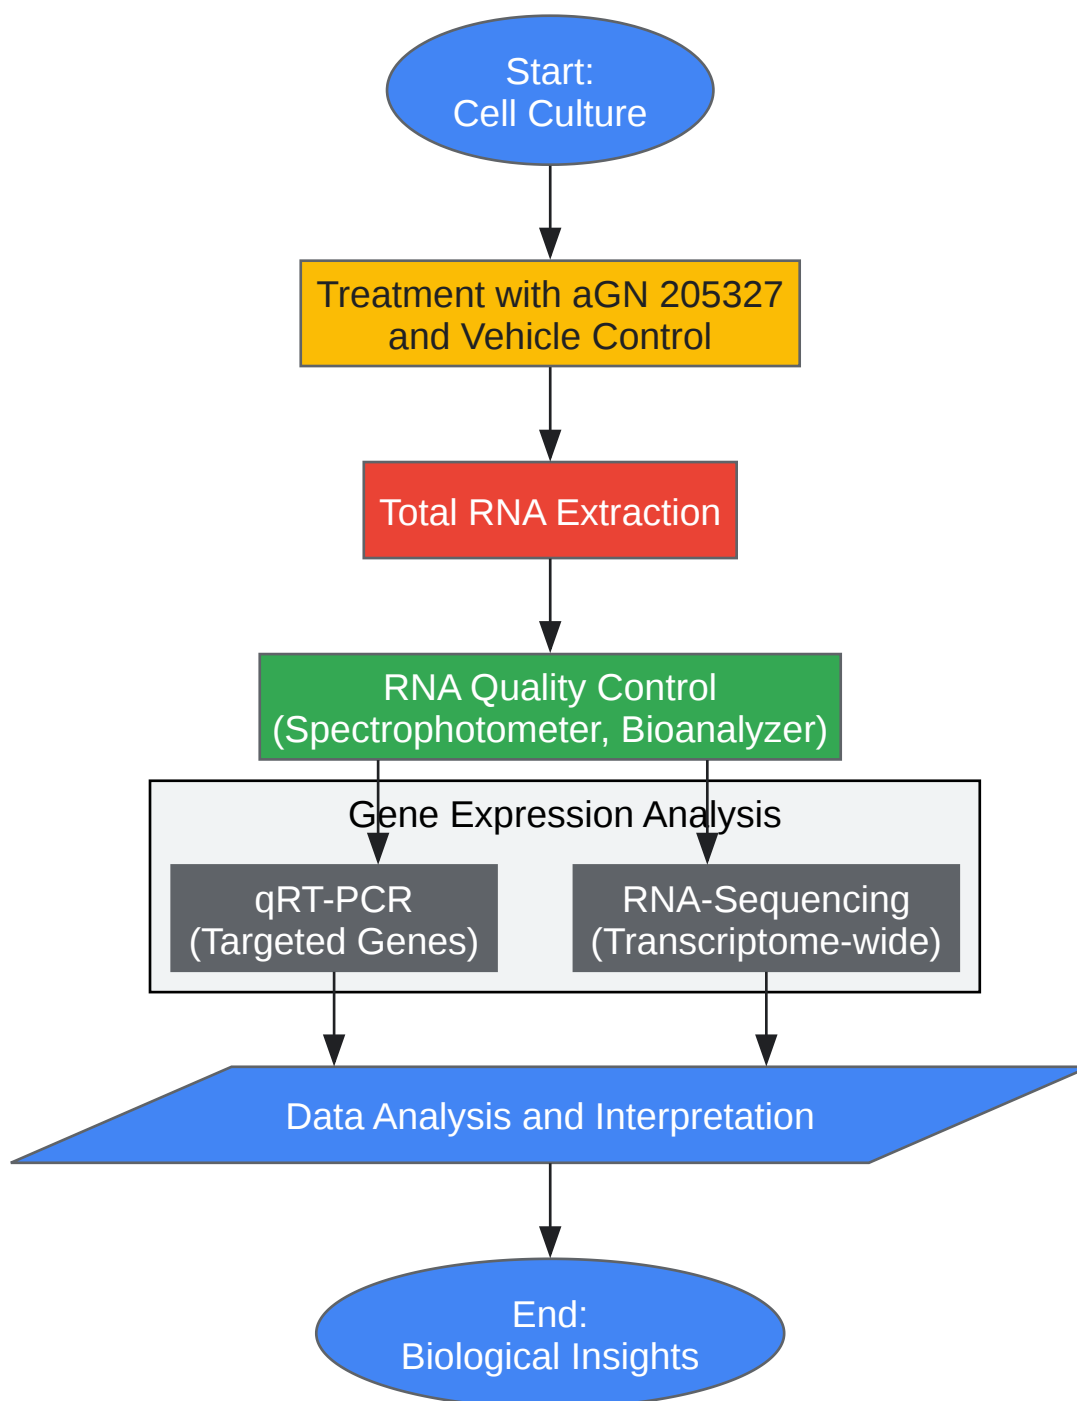 Start:
Cell Culture
Treatment with aGN 205327
and Vehicle Control
Total RNA Extraction
RNA Quality Control
(Spectrophotometer, Bioanalyzer)
Gene Expression Analysis
qRT-PCR
(Targeted Genes)
RNA-Sequencing
(Transcriptome-wide)
Data Analysis and Interpretation
End:
Biological Insights